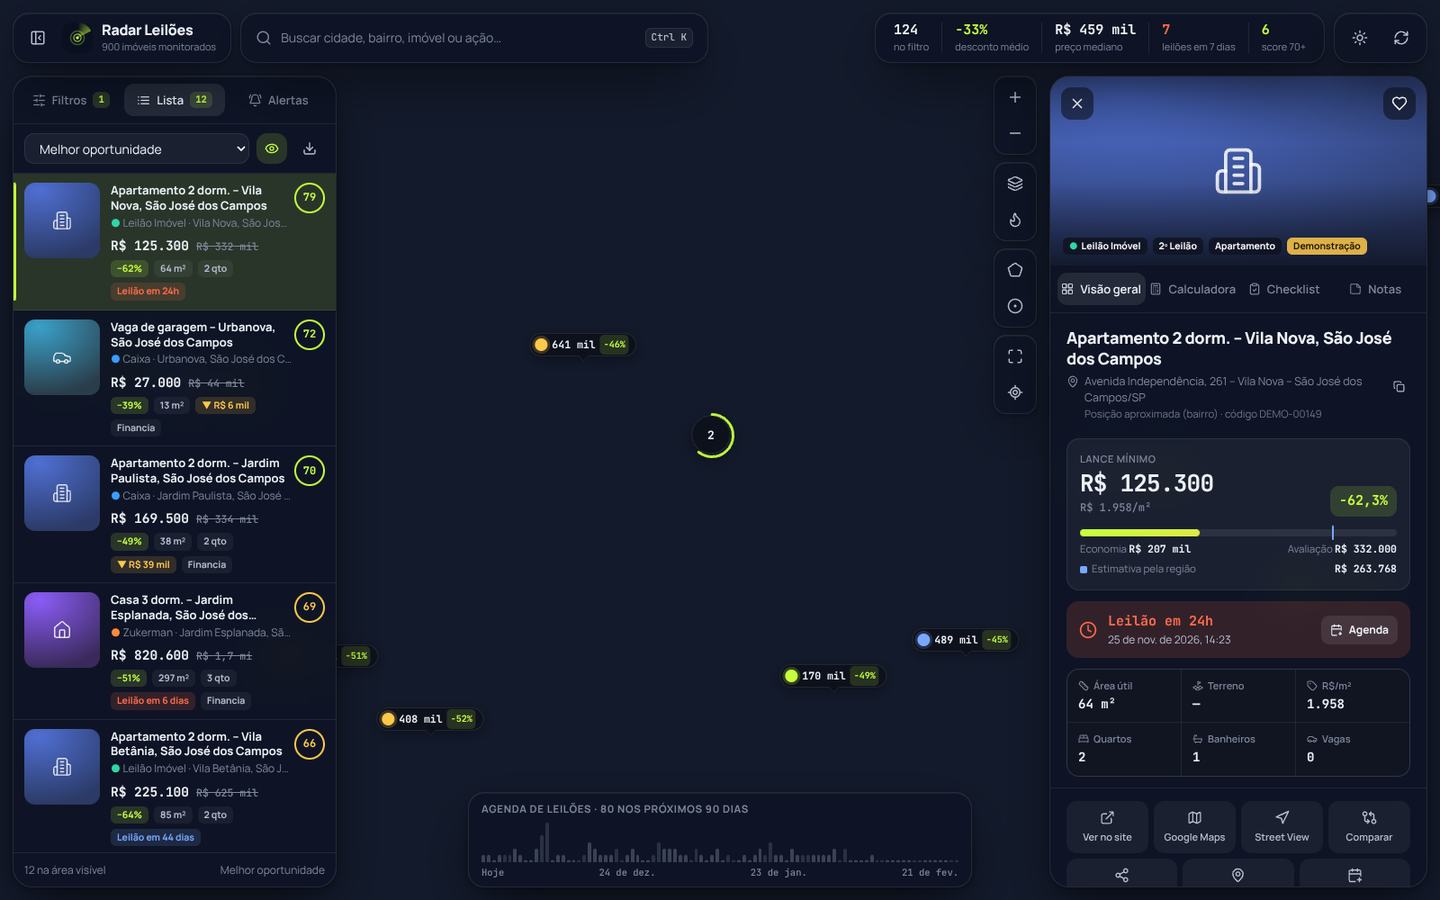 Radar Leilões
900 imóveis monitorados
Buscar cidade, bairro, imóvel ou ação...
Ctrl K
124
no filtro
-33%
desconto médio
R$ 459 mil
preço mediano
7
leilões em 7 dias
6
score 70+
Filtros 1
Lista 12
Alertas
Melhor oportunidade
Apartamento 2 dorm. – Vila
Nova, São José dos Campos
79
Leilão Imóvel · Vila Nova, São Jos...
R$ 125.300 R$ 332 mil
-62% 64 m² 2 qto
Leilão em 24h
Vaga de garagem – Urbanova,
São José dos Campos
72
Caixa · Urbanova, São José dos C...
R$ 27.000 R$ 44 mil
-39% 13 m² ▼ R$ 6 mil
Financia
Apartamento 2 dorm. – Jardim
Paulista, São José dos Campos
70
Caixa · Jardim Paulista, São José ...
R$ 169.500 R$ 334 mil
-49% 38 m² 2 qto
▼ R$ 39 mil Financia
Casa 3 dorm. – Jardim
Esplanada, São José dos...
69
Zukerman · Jardim Esplanada, Sã...
R$ 820.600 R$ 1,7 mi
-51% 297 m² 3 qto
Leilão em 6 dias Financia
Apartamento 2 dorm. – Vila
Betânia, São José dos Campos
66
Leilão Imóvel · Vila Betânia, São J...
R$ 225.100 R$ 625 mil
-64% 85 m² 2 qto
Leilão em 44 dias
12 na área visível
Melhor oportunidade
641 mil -46%
2
-51%
489 mil -45%
170 mil -49%
408 mil -52%
AGENDA DE LEILÕES · 80 NOS PRÓXIMOS 90 DIAS
Hoje
24 de dez.
23 de jan.
21 de fev.
Leilão Imóvel
2º Leilão
Apartamento
Demonstração
Visão geral
Calculadora
Checklist
Notas
Apartamento 2 dorm. – Vila Nova, São José
dos Campos
Avenida Independência, 261 – Vila Nova – São José dos
Campos/SP
Posição aproximada (bairro) · código DEMO-00149
LANCE MÍNIMO
R$ 125.300
R$ 1.958/m²
-62,3%
Economia R$ 207 mil
Avaliação R$ 332.000
Estimativa pela região
R$ 263.768
Leilão em 24h
25 de nov. de 2026, 14:23
Agenda
Área útil
64 m²
Terreno
—
R$/m²
1.958
Quartos
2
Banheiros
1
Vagas
0
Ver no site
Google Maps
Street View
Comparar